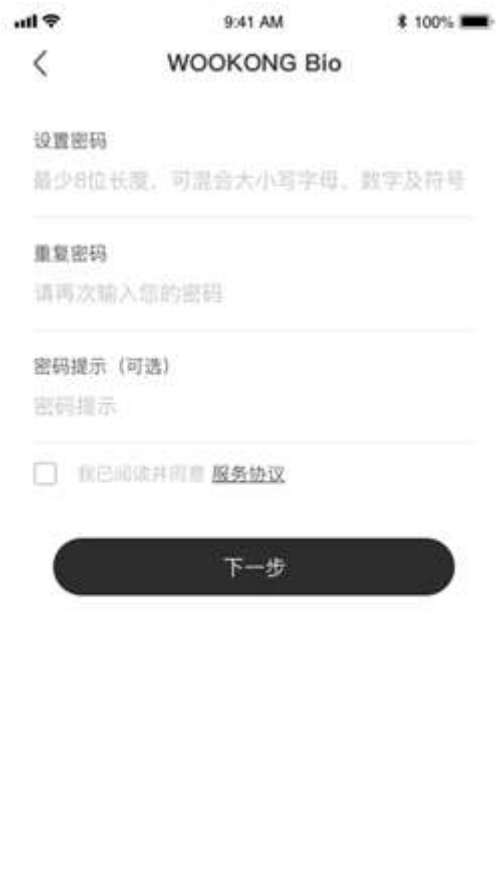 9:41 AM
100%
WOOKONG Bio
设置密码
最少8位长度，可混合大小写字母、数字及符号
重复密码
请再次输入您的密码
密码提示（可选）
密码提示
我已阅读并同意 服务协议
下一步